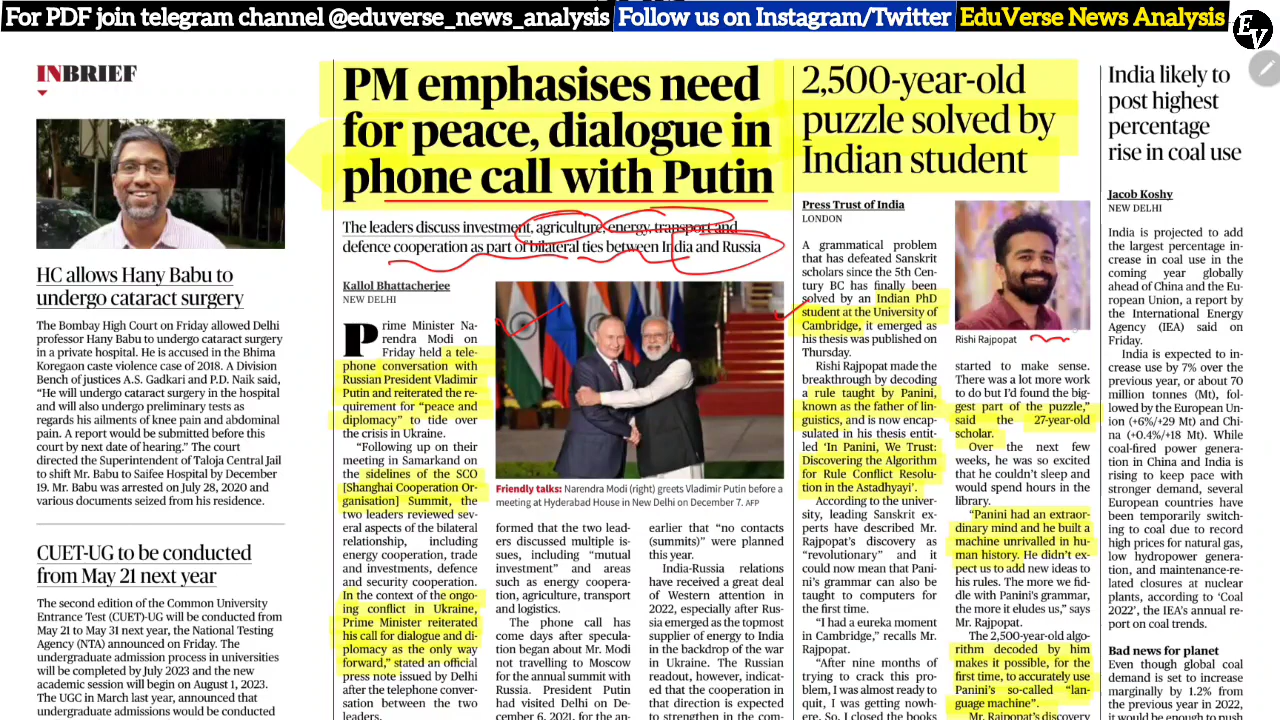 For PDF join telegram channel @eduverse_news_analysis
Follow us on Instagram/Twitter
EduVerse News Analysis
EV
INBRIEF
HC allows Hany Babu to
undergo cataract surgery
The Bombay High Court on Friday allowed Delhi
professor Hany Babu to undergo cataract surgery
in a private hospital. He is accused in the Bhima
Koregaon caste violence case of 2018. A Division
Bench of justices A.S. Gadkari and P.D. Naik said,
“He will undergo cataract surgery in the hospital
and will also undergo preliminary tests as
regards his ailments of knee pain and abdominal
pain. A report would be submitted before this
court by next date of hearing.” The court
directed the Superintendent of Taloja Central Jail
to shift Mr. Babu to Saifee Hospital by December
19. Mr. Babu was arrested on July 28, 2020 and
various documents seized from his residence.
CUET-UG to be conducted
from May 21 next year
The second edition of the Common University
Entrance Test (CUET-UG) will be conducted from
May 21 to May 31 next year, the National Testing
Agency (NTA) announced on Friday. The
undergraduate admission process in universities
will be completed by July 2023 and the new
academic session will begin on August 1, 2023.
The UGC in March last year, announced that
undergraduate admissions would be conducted
PM emphasises need
for peace, dialogue in
phone call with Putin
The leaders discuss investment, agriculture, energy, transport and
defence cooperation as part of bilateral ties between India and Russia
Kallol Bhattacherjee
NEW DELHI
Prime Minister Na-
rendra Modi on
Friday held a tele-
phone conversation with
Russian President Vladimir
Putin and reiterated the re-
quirement for “peace and
diplomacy” to tide over
the crisis in Ukraine.
“Following up on their
meeting in Samarkand on
the sidelines of the SCO
[Shanghai Cooperation Or-
ganisation] Summit, the
two leaders reviewed sev-
eral aspects of the bilateral
relationship, including
energy cooperation, trade
and investments, defence
and security cooperation.
In the context of the ongo-
ing conflict in Ukraine,
Prime Minister reiterated
his call for dialogue and di-
plomacy as the only way
forward,” stated an official
press note issued by Delhi
after the telephone conver-
sation between the two
leaders.
Friendly talks: Narendra Modi (right) greets Vladimir Putin before a
meeting at Hyderabad House in New Delhi on December 7. AFP
formed that the two lead-
ers discussed multiple is-
sues, including “mutual
investment” and areas
such as energy coopera-
tion, agriculture, transport
and logistics.
The phone call has
come days after specula-
tion began about Mr. Modi
not travelling to Moscow
for the annual summit with
Russia. President Putin
had visited Delhi on De-
cember 6, 2021, for the an-
earlier that “no contacts
(summits)” were planned
this year.
India-Russia relations
have received a great deal
of Western attention in
2022, especially after Rus-
sia emerged as the topmost
supplier of energy to India
in the backdrop of the war
in Ukraine. The Russian
readout, however, indicat-
ed that the cooperation in
that direction is expected
to strengthen in the com-
2,500-year-old
puzzle solved by
Indian student
Press Trust of India
LONDON
A grammatical problem
that has defeated Sanskrit
scholars since the 5th Cen-
tury BC has finally been
solved by an Indian PhD
student at the University of
Cambridge, it emerged as
his thesis was published on
Thursday.
Rishi Rajpopat made the
breakthrough by decoding
a rule taught by Panini,
known as the father of lin-
guistics, and is now encap-
sulated in his thesis entit-
led ‘In Panini, We Trust:
Discovering the Algorithm
for Rule Conflict Resolu-
tion in the Astadhyayi’.
According to the univer-
sity, leading Sanskrit ex-
perts have described Mr.
Rajpopat’s discovery as
“revolutionary” and it
could now mean that Pani-
ni’s grammar can also be
taught to computers for
the first time.
“I had a eureka moment
in Cambridge,” recalls Mr.
Rajpopat.
“After nine months of
trying to crack this pro-
blem, I was almost ready to
quit, I was getting nowh-
ere. So, I closed the books
Rishi Rajpopat
started to make sense.
There was a lot more work
to do but I’d found the big-
gest part of the puzzle,”
said the 27-year-old
scholar.
Over the next few
weeks, he was so excited
that he couldn’t sleep and
would spend hours in the
library.
“Panini had an extraor-
dinary mind and he built a
machine unrivalled in hu-
man history. He didn’t ex-
pect us to add new ideas to
his rules. The more we fid-
dle with Panini’s grammar,
the more it eludes us,” says
Mr. Rajpopat.
The 2,500-year-old algo-
rithm decoded by him
makes it possible, for the
first time, to accurately use
Panini’s so-called “lan-
guage machine”.
Mr. Rajpopat’s discovery
India likely to
post highest
percentage
rise in coal use
Jacob Koshy
NEW DELHI
India is projected to add
the largest percentage in-
crease in coal use in the
coming year globally
ahead of China and the Eu-
ropean Union, a report by
the International Energy
Agency (IEA) said on
Friday.
India is expected to in-
crease use by 7% over the
previous year, or about 70
million tonnes (Mt), fol-
lowed by the European Un-
ion (+6%/+29 Mt) and Chi-
na (+0.4%/+18 Mt). While
coal-fired power generation
in China and India is
rising to keep pace with
stronger demand, several
European countries have
been temporarily switch-
ing to coal due to record
high prices for natural gas,
low hydropower genera-
tion, and maintenance-re-
lated closures at nuclear
plants, according to ‘Coal
2022’, the IEA’s annual re-
port on coal trends.
Bad news for planet
Even though global coal
demand is set to increase
marginally by 1.2% from
the previous year in 2022,
it would be enough to push